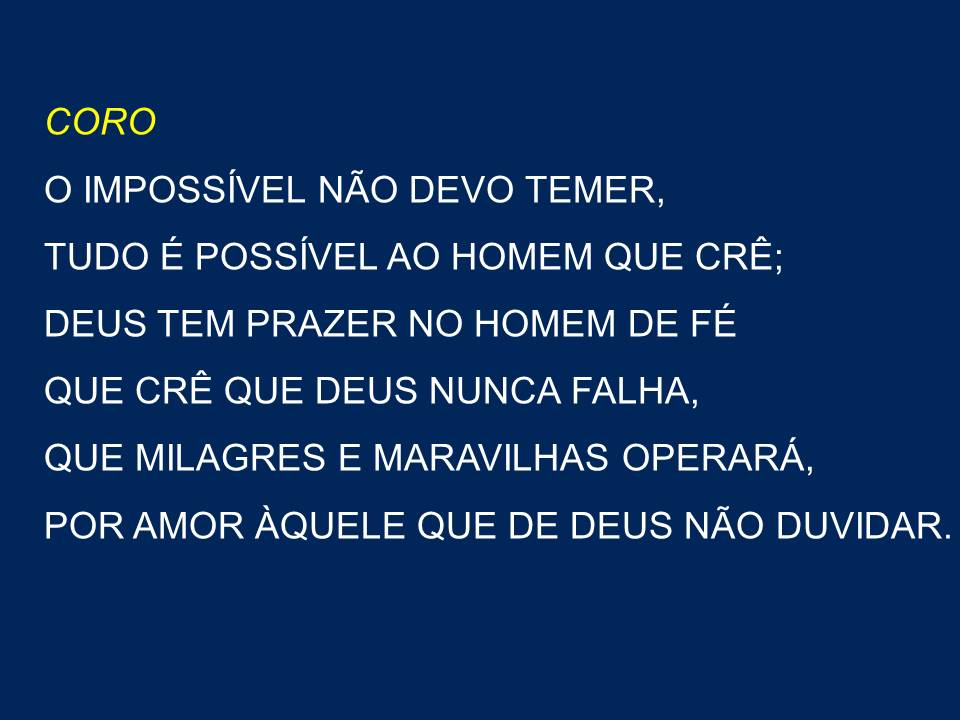 CORO
O IMPOSSÍVEL NÃO DEVO TEMER,
TUDO É POSSÍVEL AO HOMEM QUE CRÊ;
DEUS TEM PRAZER NO HOMEM DE FÉ
QUE CRÊ QUE DEUS NUNCA FALHA,
QUE MILAGRES E MARAVILHAS OPERARÁ,
POR AMOR ÀQUELE QUE DE DEUS NÃO DUVIDAR.